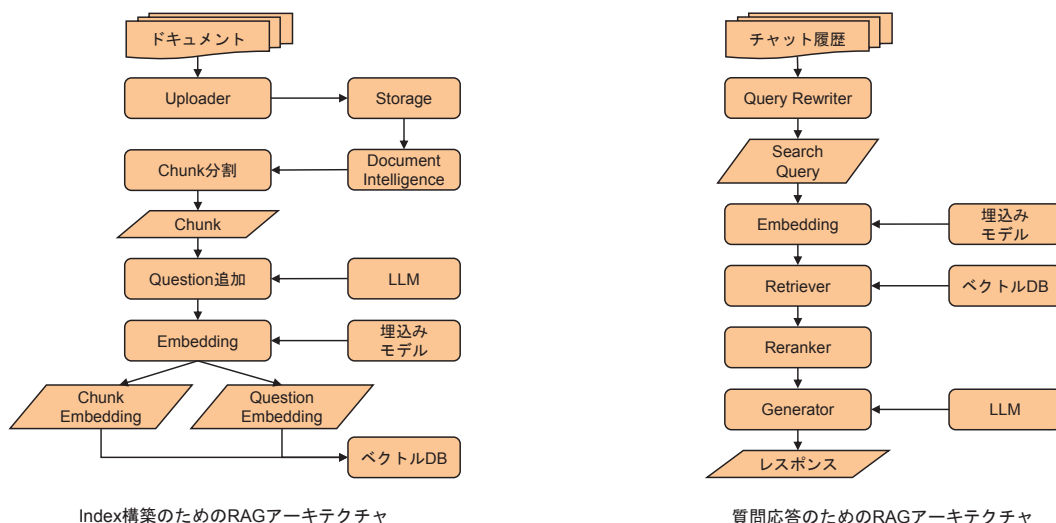 ドキュメント
Uploader
Storage
Chunk分割
Document
Intelligence
Chunk
Question追加
LLM
Embedding
埋込み
モデル
Chunk
Embedding
Question
Embedding
ベクトルDB
Index構築のためのRAGアーキテクチャ
チャット履歴
Query Rewriter
Search
Query
Embedding
埋込み
モデル
Retriever
ベクトルDB
Reranker
Generator
LLM
レスポンス
質問応答のためのRAGアーキテクチャ